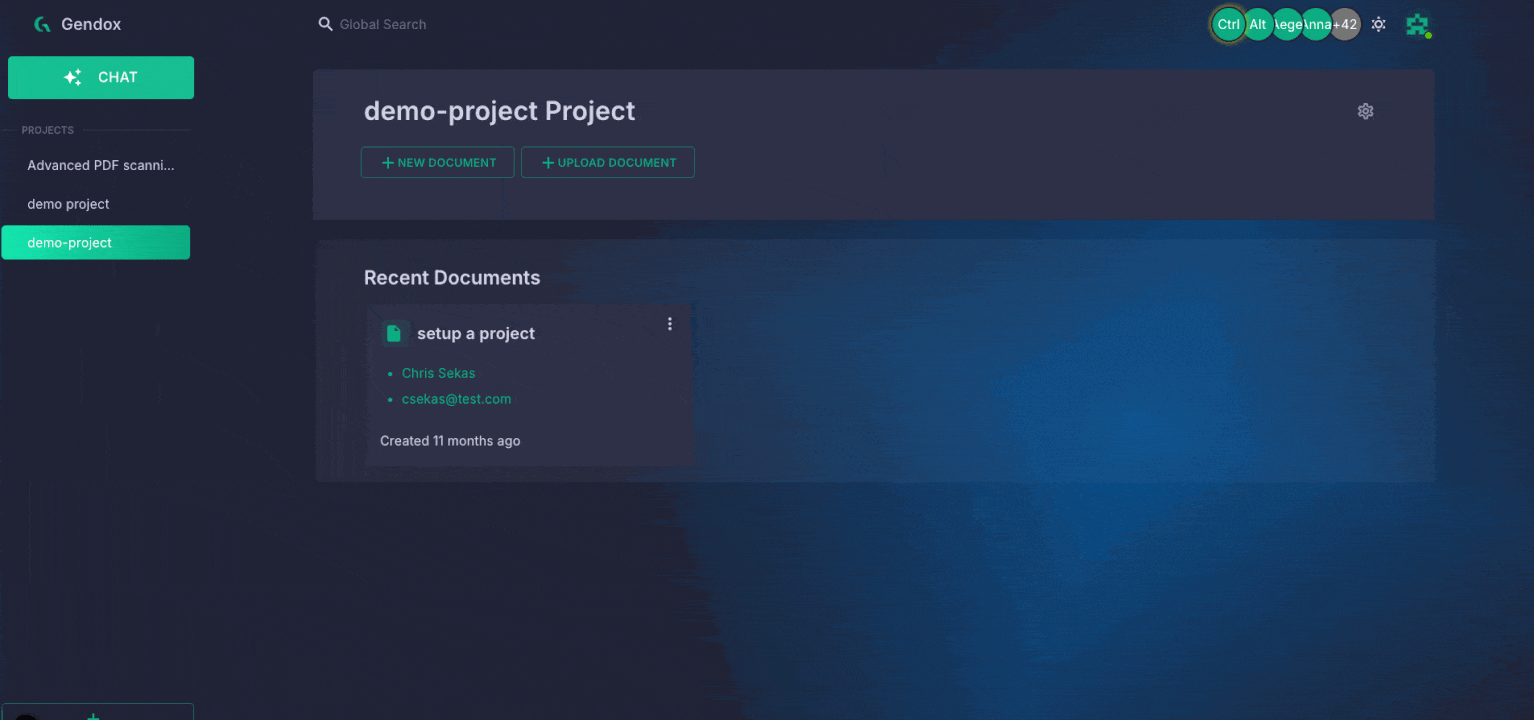 Gendox
Global Search
Ctrl Alt Aege Anna +42
CHAT
PROJECTS
Advanced PDF scanni...
demo project
demo-project
demo-project Project
NEW DOCUMENT
UPLOAD DOCUMENT
Recent Documents
setup a project
Chris Sekas
csekas@test.com
Created 11 months ago